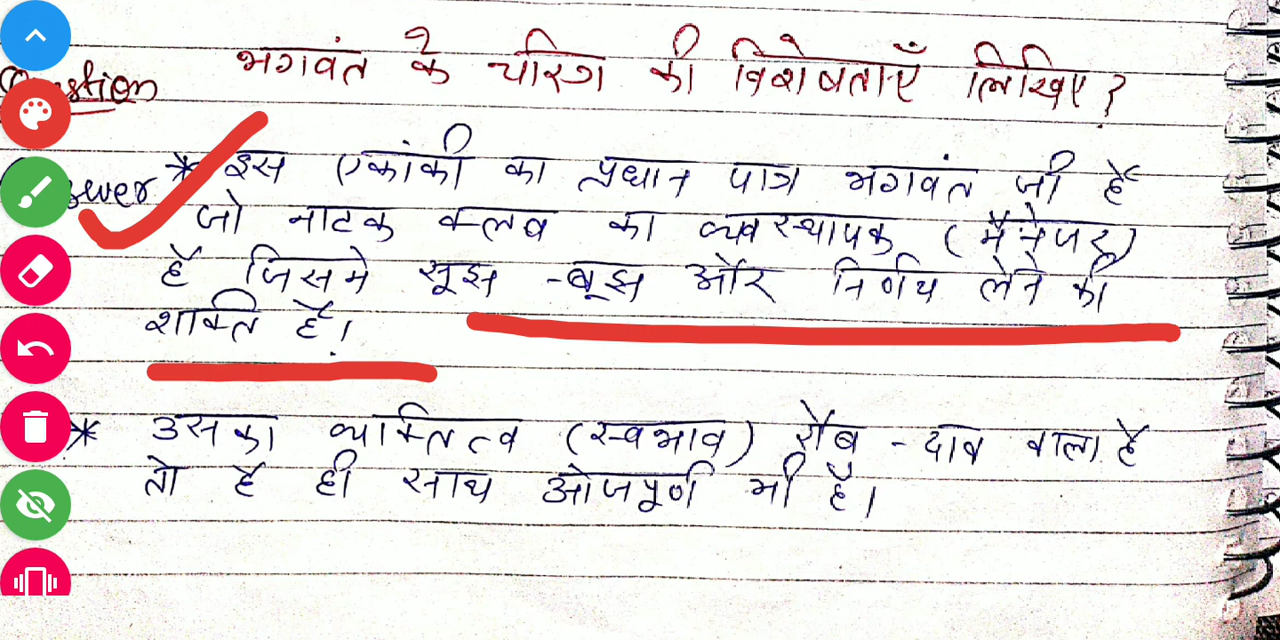 भगवंत के चरित्र की विशेषताएँ लिखिए?
Question
* इस एकांकी का प्रधान पात्र भगवंत जी हैं
Answer
जो नाटक क्लब का व्यवस्थापक (मैनेजर)
हैं जिसमे सूझ -बूझ और निर्णय लेने की
शक्ति हैं।
* उसका व्यक्तित्व (स्वभाव) रौब - दाब वाला हैं
तो हैं ही साथ ओजपूर्ण भी हैं।